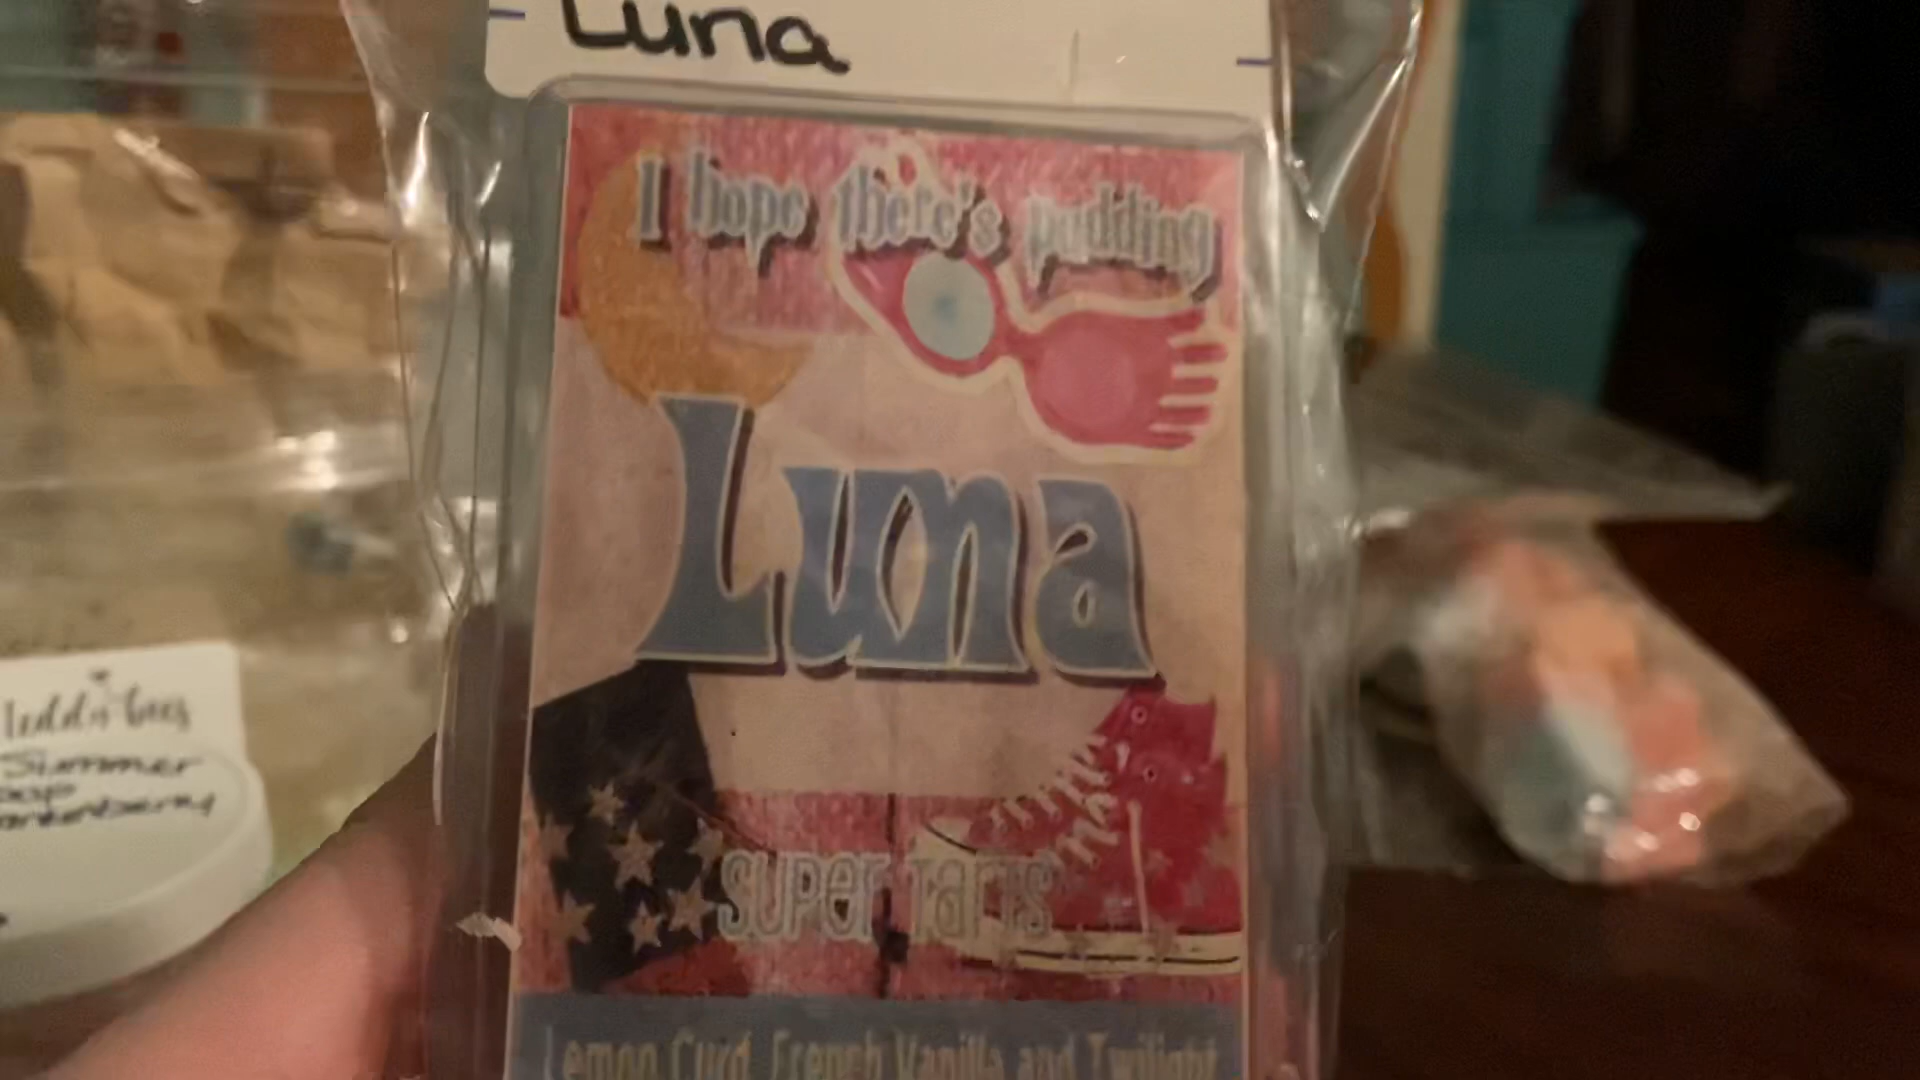 Luna
I hope there's pudding
Luna
SUPER TARTS
Lemon Curd, French Vanilla and Twilight
Summer